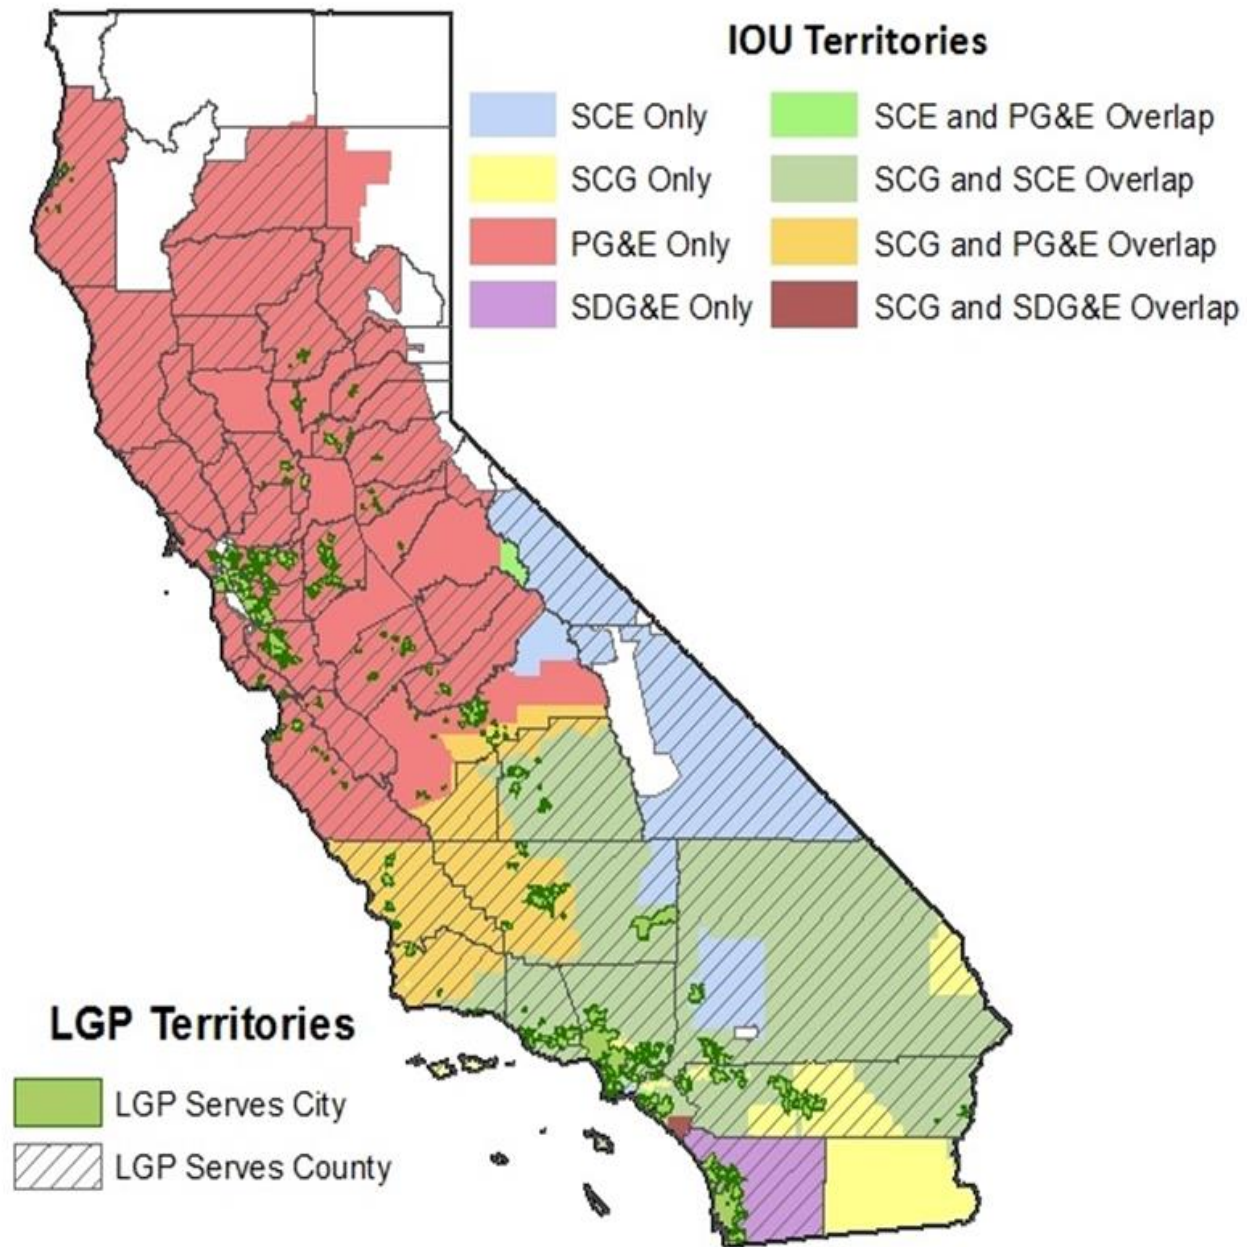 IOU Territories
SCE Only
SCG Only
PG&E Only
SDG&E Only
SCE and PG&E Overlap
SCG and SCE Overlap
SCG and PG&E Overlap
SCG and SDG&E Overlap
LGP Territories
LGP Serves City
LGP Serves County